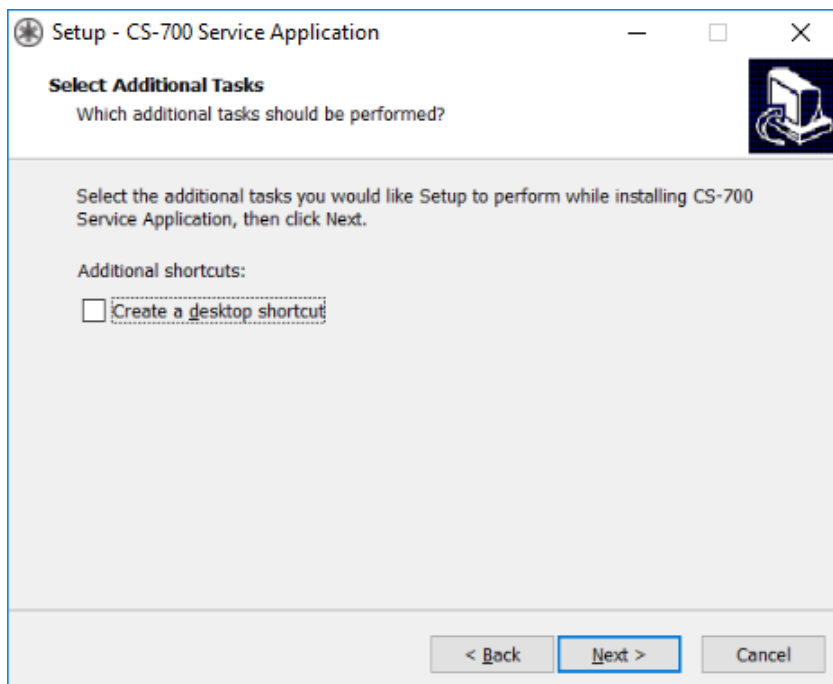 Setup - CS-700 Service Application
Select Additional Tasks
Which additional tasks should be performed?
Select the additional tasks you would like Setup to perform while installing CS-700
Service Application, then click Next.
Additional shortcuts:
Create a desktop shortcut
< Back
Next >
Cancel